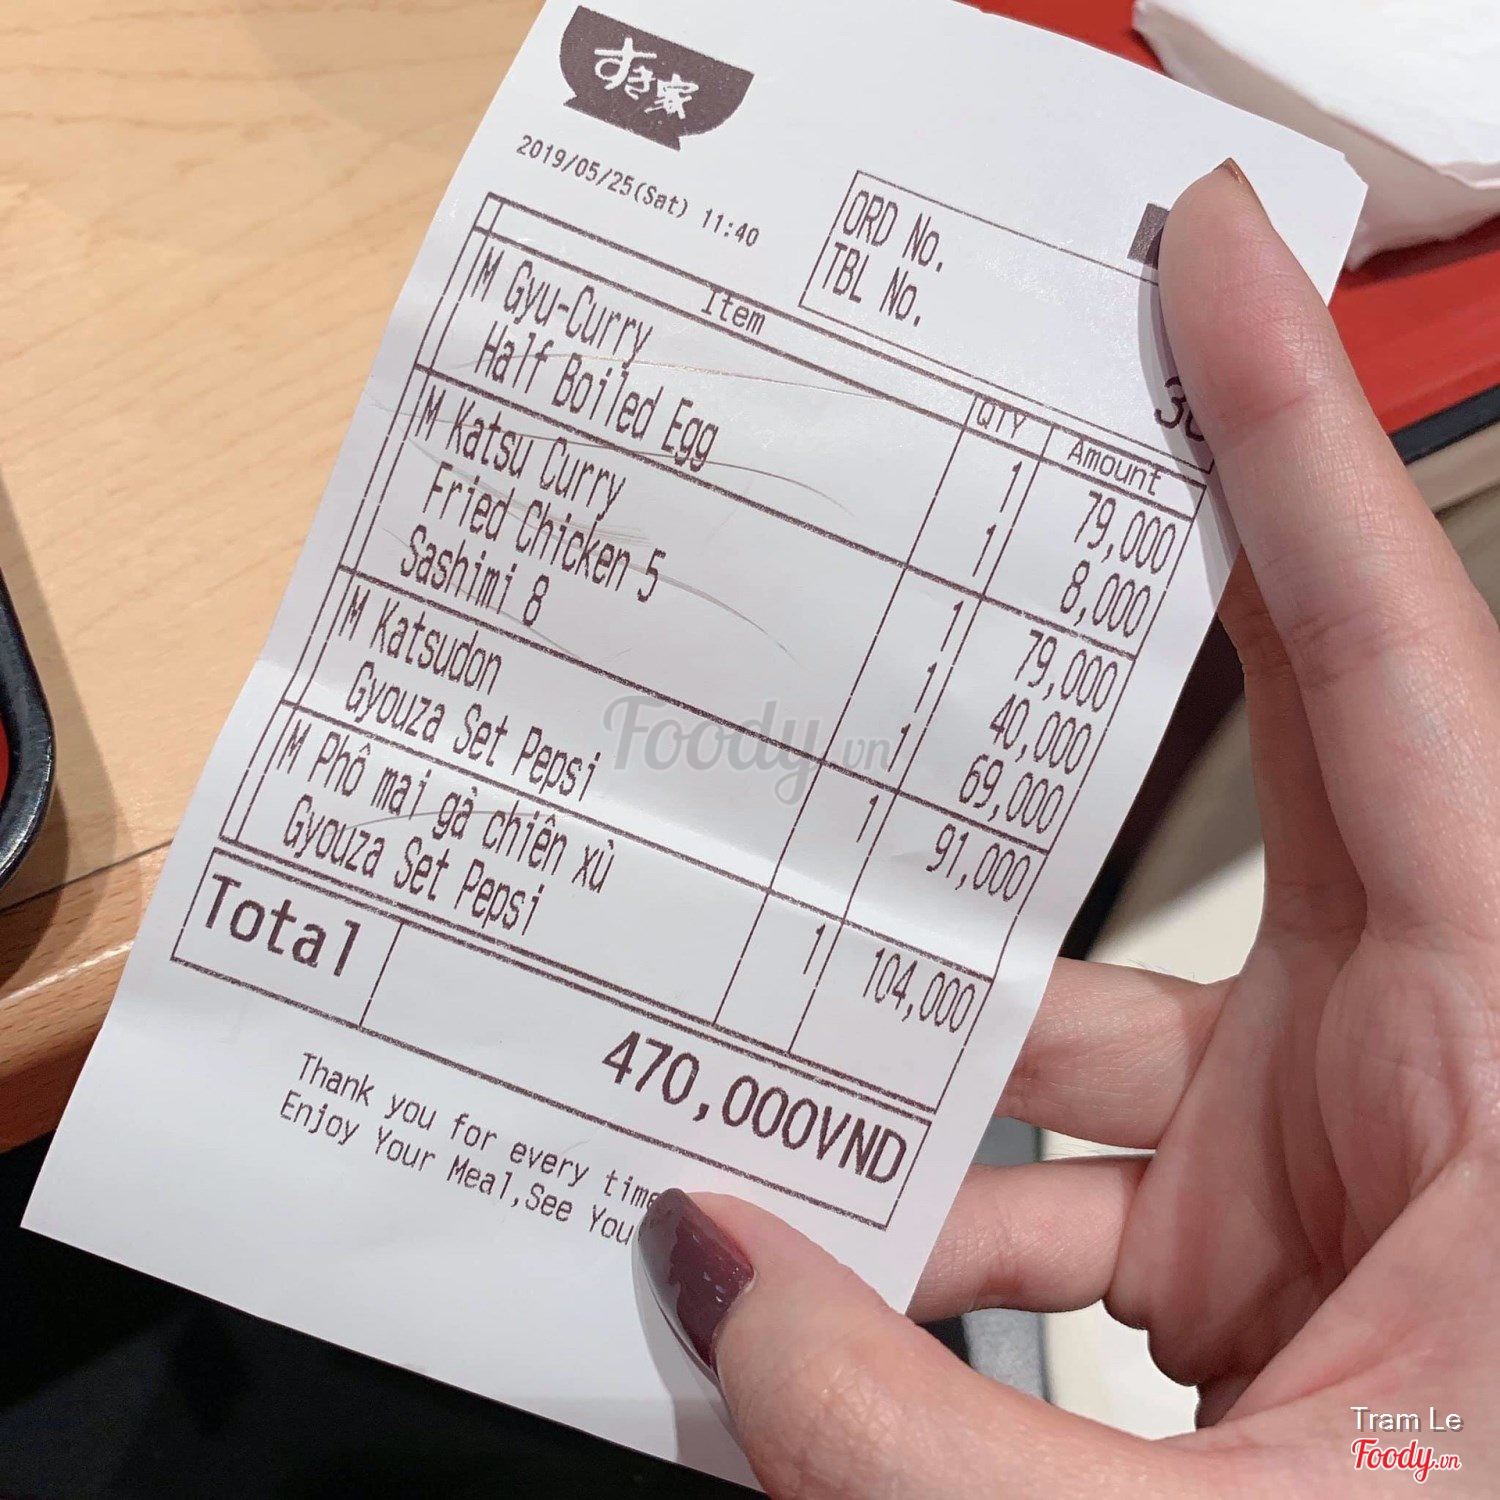 すき家
2019/05/25(Sat) 11:40
ORD No.
TBL No.
Item QTY Amount
M Gyu-Curry 1 79,000
Half Boiled Egg 1 8,000
M Katsu Curry 1 79,000
Fried Chicken 5 1 40,000
Sashimi 8 1 69,000
M Katsudon 1 91,000
Gyouza Set Pepsi
M Phô mai gà chiên xù 1 104,000
Gyouza Set Pepsi
Total 470,000VND
Thank you for every time
Enjoy Your Meal,See You
Foody.vn
Tram Le
Foody.vn